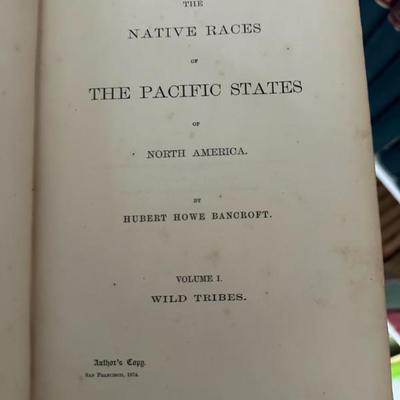 THE
NATIVE RACES
OF
THE PACIFIC STATES
OF
NORTH AMERICA.
BY
HUBERT HOWE BANCROFT.
VOLUME I.
WILD TRIBES.
Author's Copy.
SAN FRANCISCO, 1874.